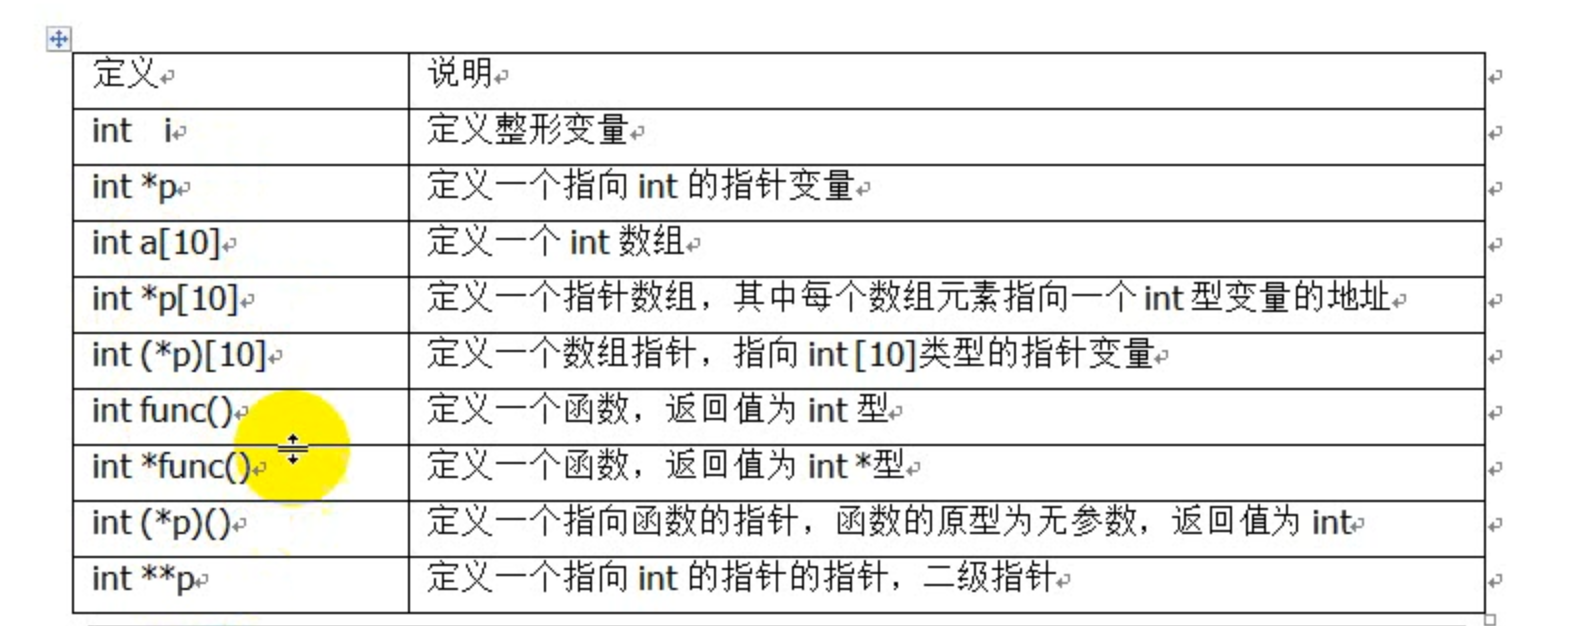 定义
说明
int i
定义整形变量
int *p
定义一个指向 int 的指针变量
int a[10]
定义一个 int 数组
int *p[10]
定义一个指针数组，其中每个数组元素指向一个 int 型变量的地址
int (*p)[10]
定义一个数组指针，指向 int [10]类型的指针变量
int func()
定义一个函数，返回值为 int 型
int *func()
定义一个函数，返回值为 int *型
int (*p)()
定义一个指向函数的指针，函数的原型为无参数，返回值为 int
int **p
定义一个指向 int 的指针的指针，二级指针